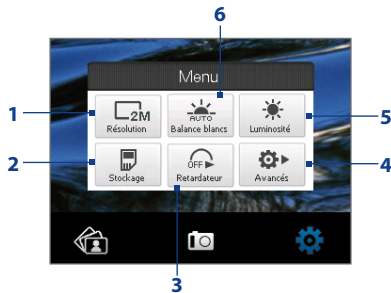 6
Menu
1
2M
AUTO
5
Résolution
Balance blancs
Luminosité
2
OFF
4
Stockage
Retardateur
Avancés
3